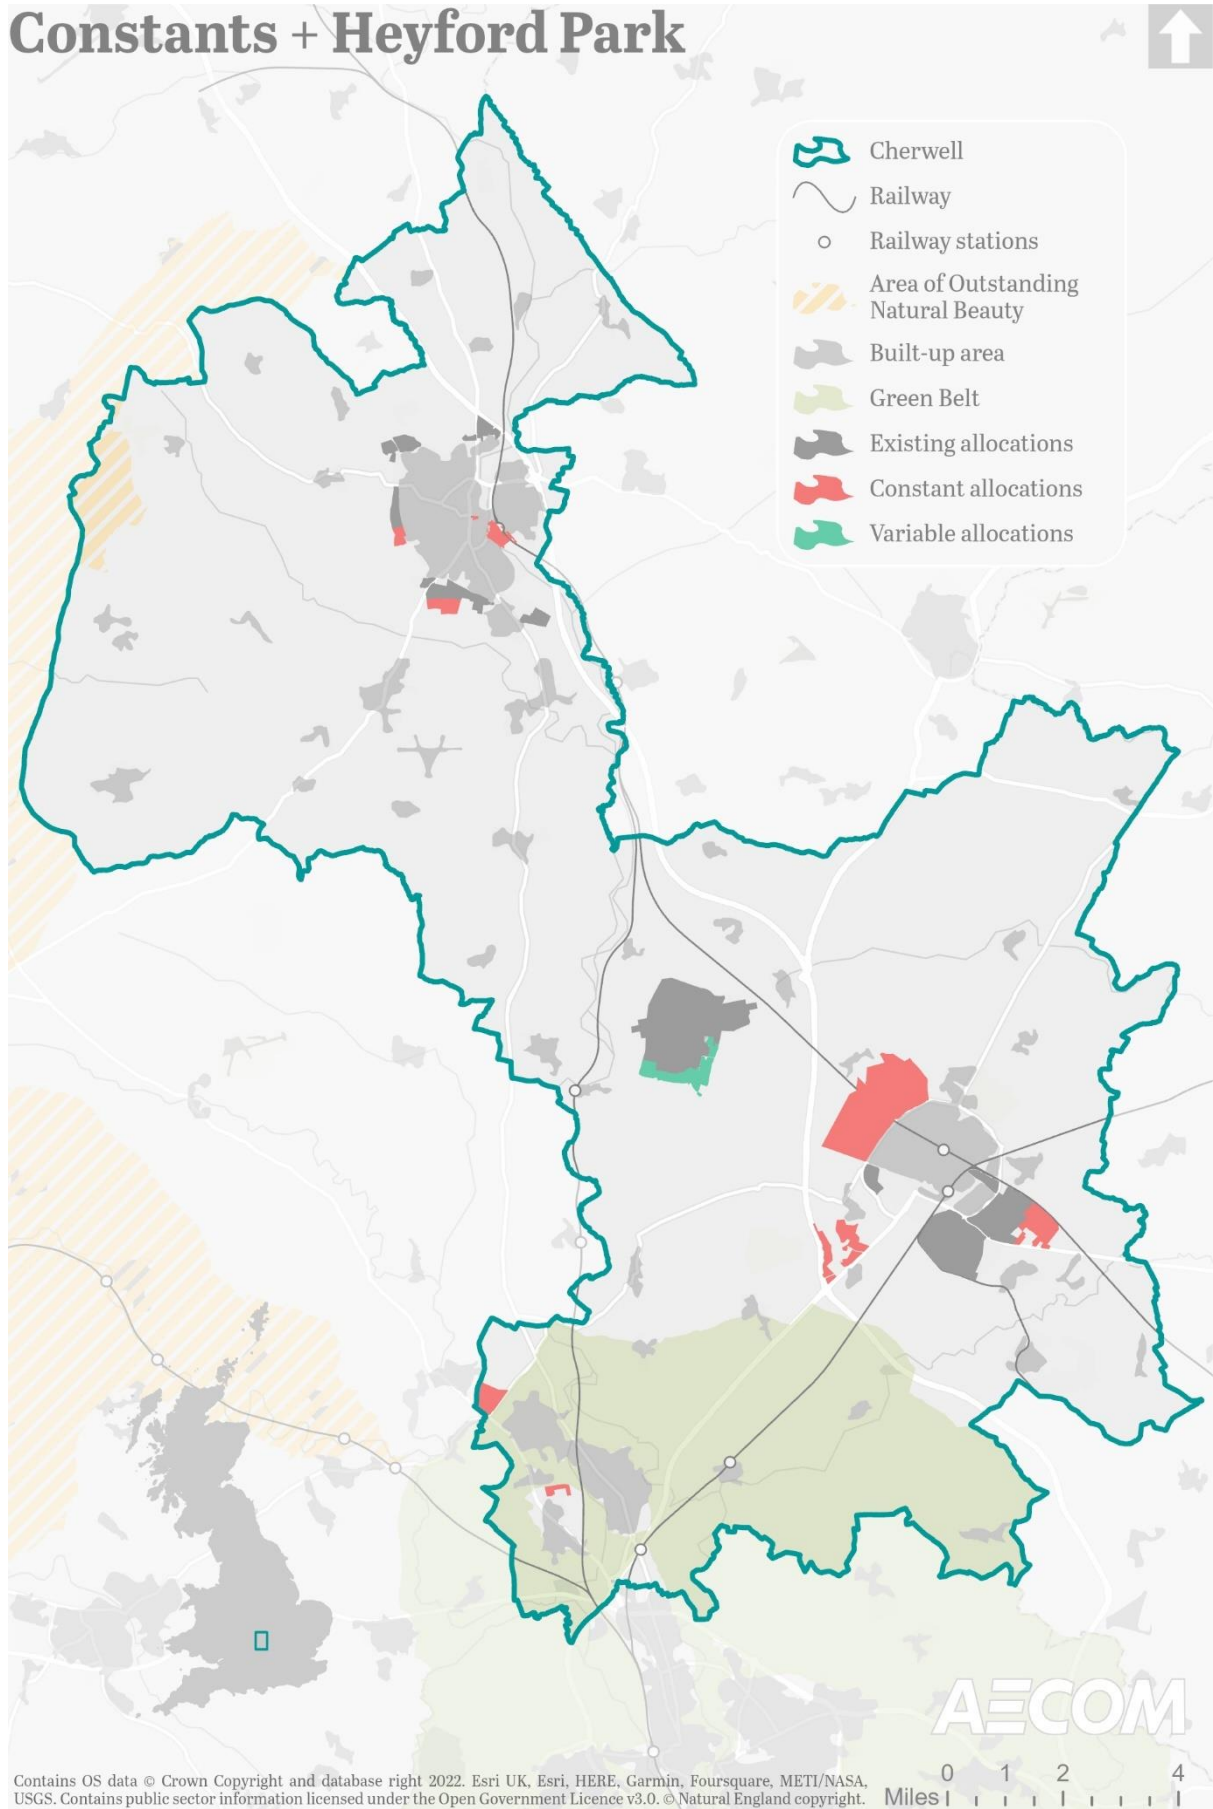 Constants + Heyford Park
Cherwell
Railway
Railway stations
Area of Outstanding
Natural Beauty
Built-up area
Green Belt
Existing allocations
Constant allocations
Variable allocations
AECOM
Contains OS data © Crown Copyright and database right 2022. Esri UK, Esri, HERE, Garmin, Foursquare, METI/NASA,
USGS. Contains public sector information licensed under the Open Government Licence v3.0. © Natural England copyright.
0 1 2 4
Miles